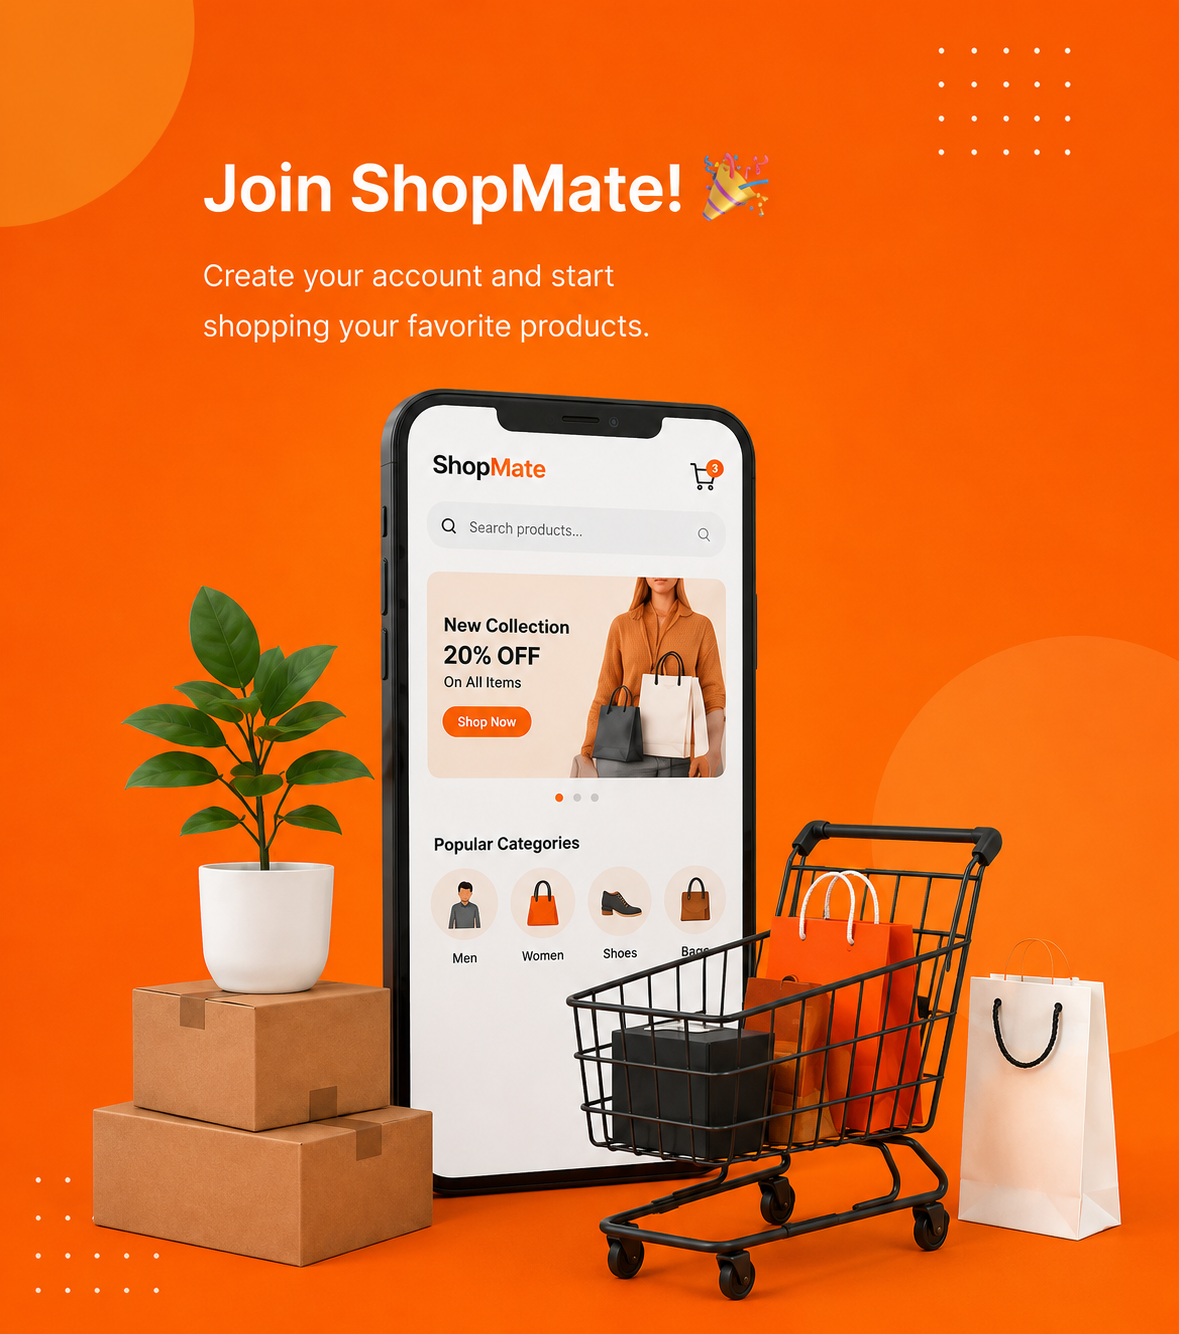 Join ShopMate! 🎉
Create your account and start
shopping your favorite products.
ShopMate
3
Search products...
New Collection
20% OFF
On All Items
Shop Now
Popular Categories
Men
Women
Shoes
Bags